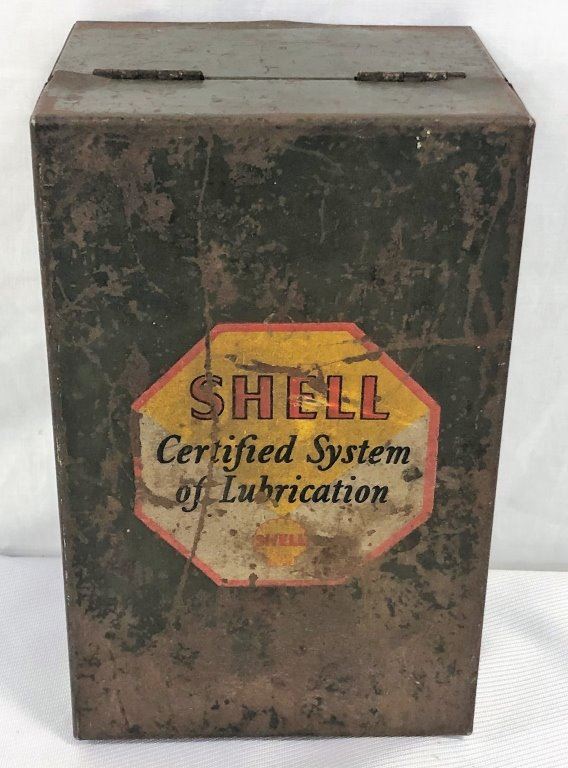 SHELL
Certified System
of Lubrication
SHELL